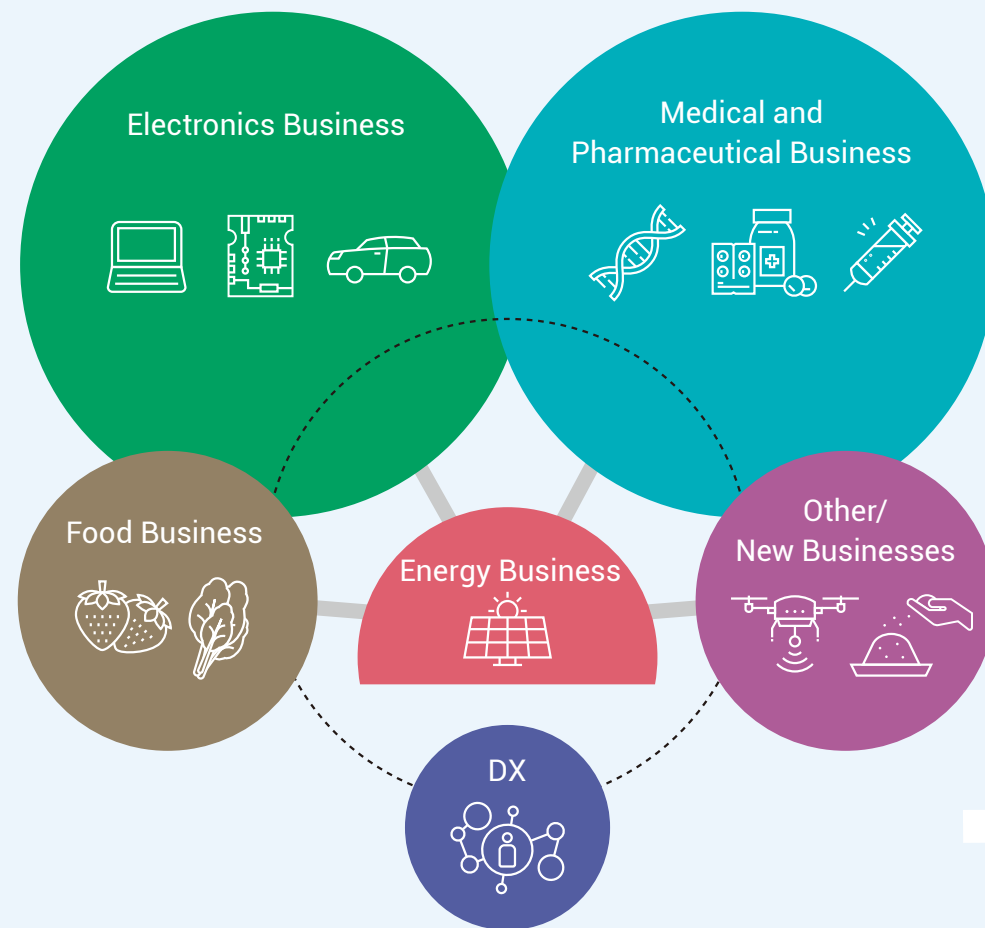 Electronics Business
Medical and
Pharmaceutical Business
Food Business
Energy Business
Other/
New Businesses
DX